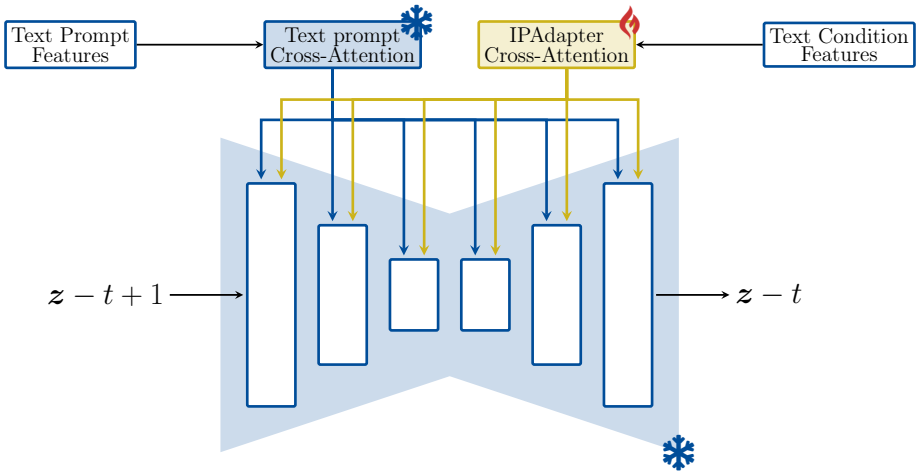 Text Prompt
Features
Text prompt
Cross-Attention
IPAdapter
Cross-Attention
Text Condition
Features
z − t + 1
z − t